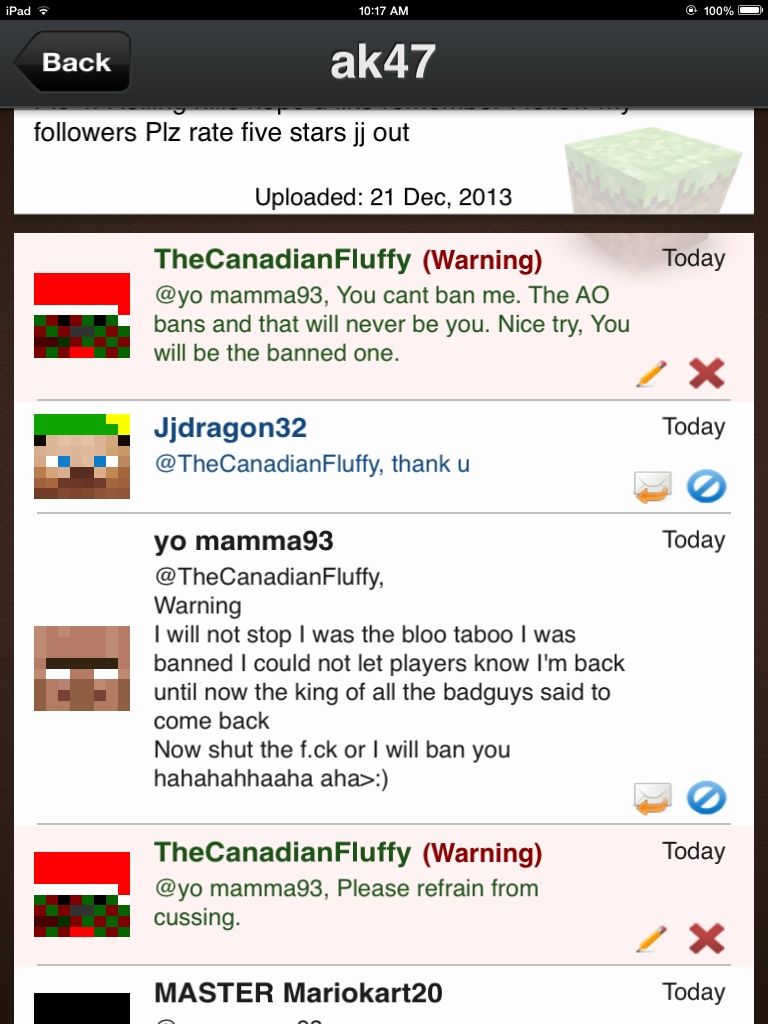 iPad 10:17 AM 100%
Back
ak47
followers Plz rate five stars jj out
Uploaded: 21 Dec, 2013
TheCanadianFluffy (Warning) Today
@yo mamma93, You cant ban me. The AO
bans and that will never be you. Nice try, You
will be the banned one.
Jjdragon32 Today
@TheCanadianFluffy, thank u
yo mamma93 Today
@TheCanadianFluffy,
Warning
I will not stop I was the bloo taboo I was
banned I could not let players know I'm back
until now the king of all the badguys said to
come back
Now shut the f.ck or I will ban you
hahahahhaaha aha>:)
TheCanadianFluffy (Warning) Today
@yo mamma93, Please refrain from
cussing.
MASTER Mariokart20 Today